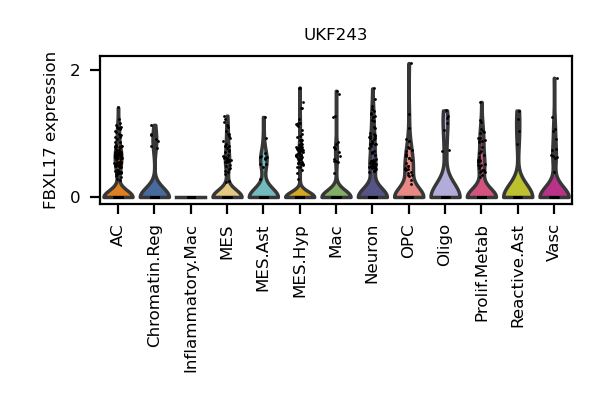 UKF243
FBXL17 expression
2
0
AC
Chromatin.Reg
Inflammatory.Mac
MES
MES.Ast
MES.Hyp
Mac
Neuron
OPC
Oligo
Prolif.Metab
Reactive.Ast
Vasc